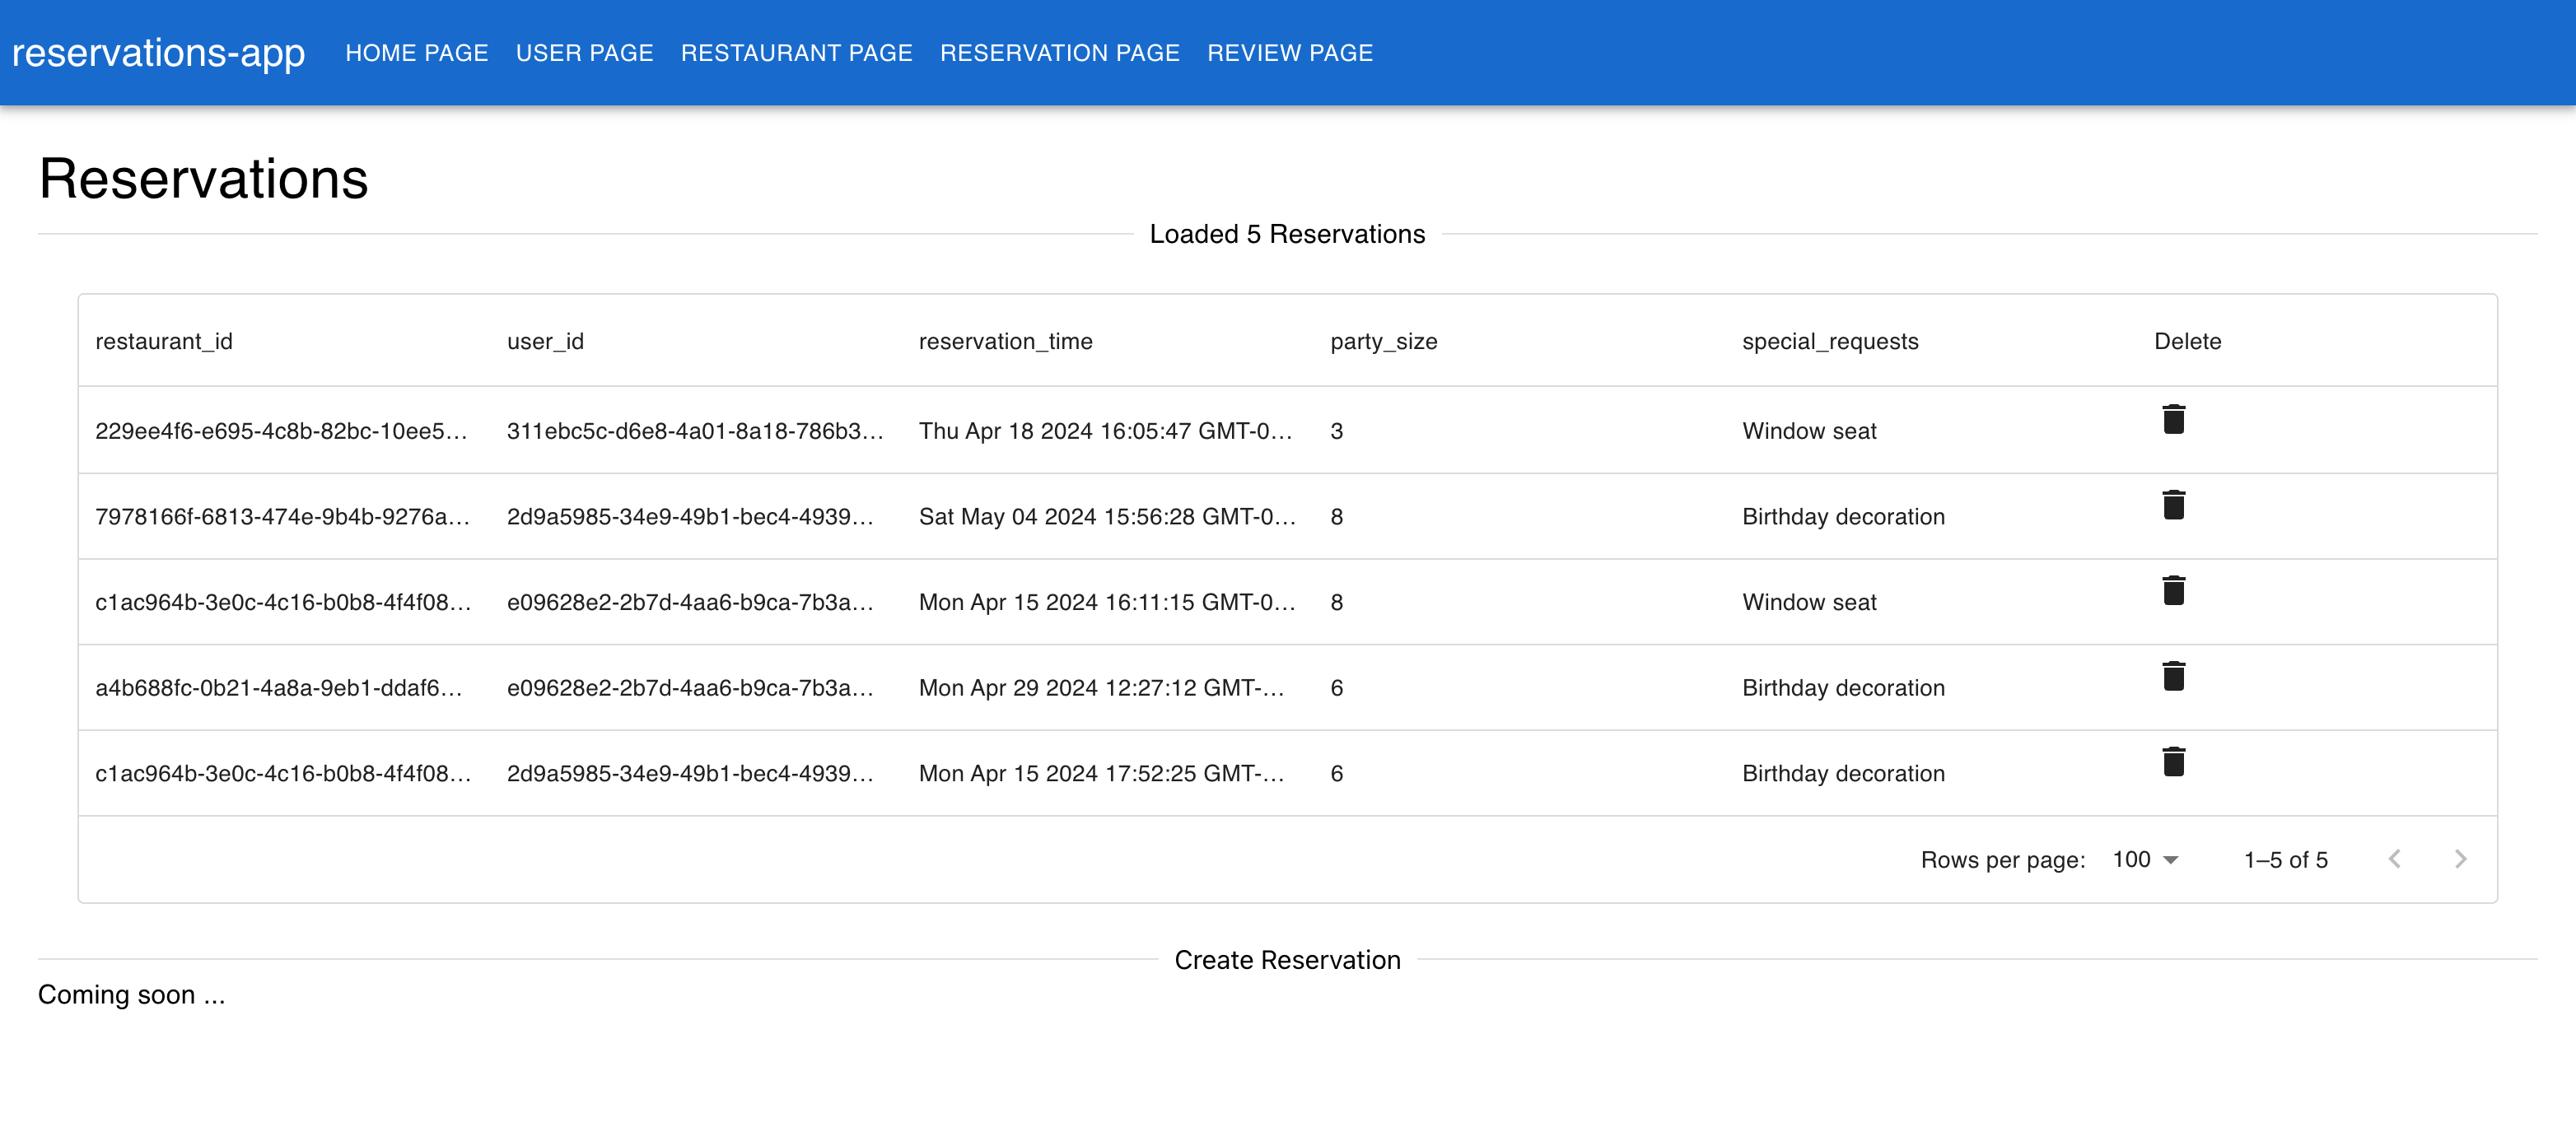 reservations-app HOME PAGE USER PAGE RESTAURANT PAGE RESERVATION PAGE REVIEW PAGE
Reservations
Loaded 5 Reservations
restaurant_id user_id reservation_time party_size special_requests Delete
229ee4f6-e695-4c8b-82bc-10ee5... 311ebc5c-d6e8-4a01-8a18-786b3... Thu Apr 18 2024 16:05:47 GMT-0... 3 Window seat
7978166f-6813-474e-9b4b-9276a... 2d9a5985-34e9-49b1-bec4-4939... Sat May 04 2024 15:56:28 GMT-0... 8 Birthday decoration
c1ac964b-3e0c-4c16-b0b8-4f4f08... e09628e2-2b7d-4aa6-b9ca-7b3a... Mon Apr 15 2024 16:11:15 GMT-0... 8 Window seat
a4b688fc-0b21-4a8a-9eb1-ddaf6... e09628e2-2b7d-4aa6-b9ca-7b3a... Mon Apr 29 2024 12:27:12 GMT-... 6 Birthday decoration
c1ac964b-3e0c-4c16-b0b8-4f4f08... 2d9a5985-34e9-49b1-bec4-4939... Mon Apr 15 2024 17:52:25 GMT-... 6 Birthday decoration
Rows per page: 100 1–5 of 5
Create Reservation
Coming soon ...